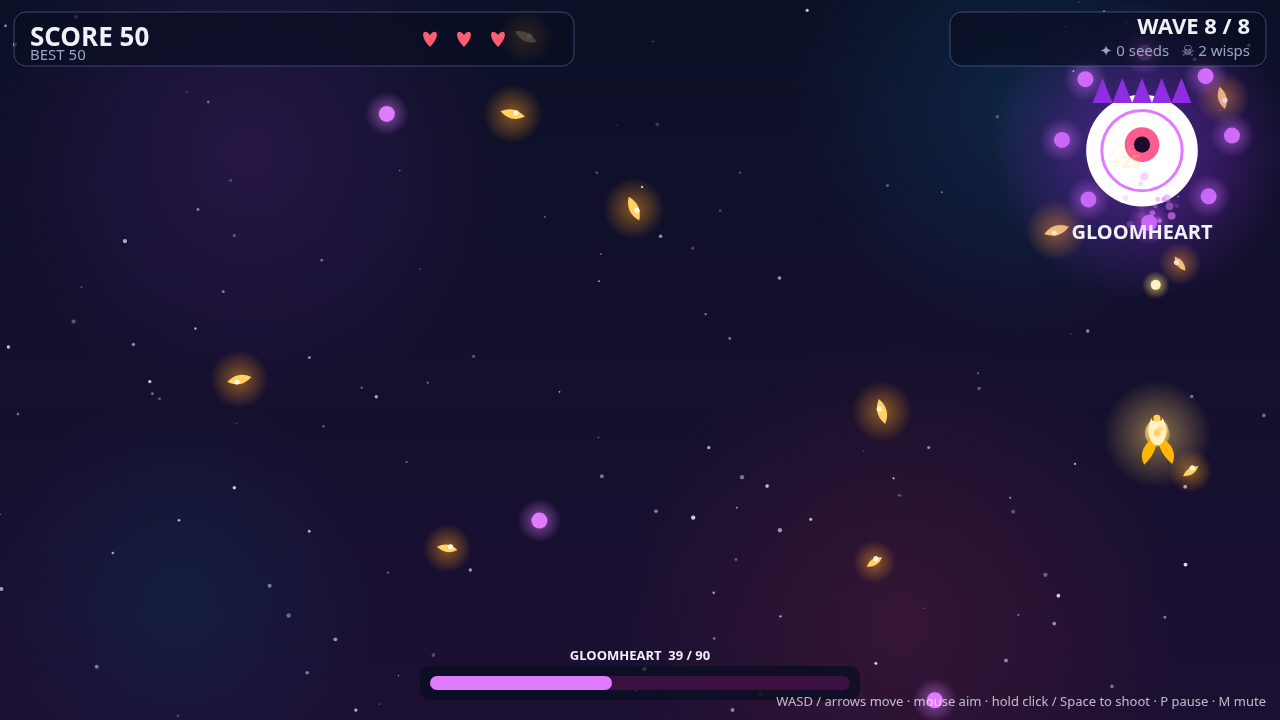 SCORE 50
BEST 50
WAVE 8 / 8
0 seeds 2 wisps
GLOOMHEART
GLOOMHEART 39 / 90
WASD / arrows move · mouse aim · hold click / Space to shoot · P pause · M mute